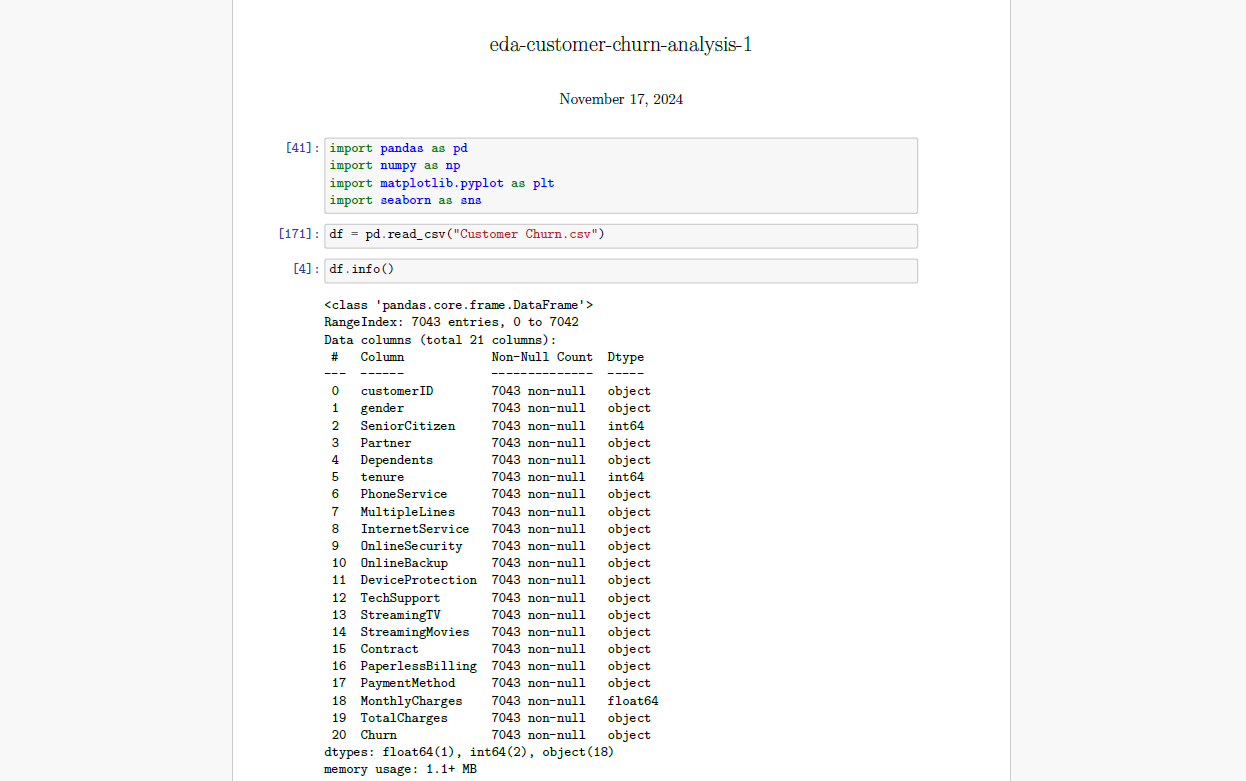 eda-customer-churn-analysis-1
November 17, 2024
[41]: import pandas as pd
import numpy as np
import matplotlib.pyplot as plt
import seaborn as sns
[171]: df = pd.read_csv("Customer Churn.csv")
[4]: df.info()
<class 'pandas.core.frame.DataFrame'>
RangeIndex: 7043 entries, 0 to 7042
Data columns (total 21 columns):
 #   Column            Non-Null Count  Dtype
---  ------            --------------  -----
 0   customerID        7043 non-null   object
 1   gender            7043 non-null   object
 2   SeniorCitizen     7043 non-null   int64
 3   Partner           7043 non-null   object
 4   Dependents        7043 non-null   object
 5   tenure            7043 non-null   int64
 6   PhoneService      7043 non-null   object
 7   MultipleLines     7043 non-null   object
 8   InternetService   7043 non-null   object
 9   OnlineSecurity    7043 non-null   object
 10  OnlineBackup      7043 non-null   object
 11  DeviceProtection  7043 non-null   object
 12  TechSupport       7043 non-null   object
 13  StreamingTV       7043 non-null   object
 14  StreamingMovies   7043 non-null   object
 15  Contract          7043 non-null   object
 16  PaperlessBilling  7043 non-null   object
 17  PaymentMethod     7043 non-null   object
 18  MonthlyCharges    7043 non-null   float64
 19  TotalCharges      7043 non-null   object
 20  Churn             7043 non-null   object
dtypes: float64(1), int64(2), object(18)
memory usage: 1.1+ MB